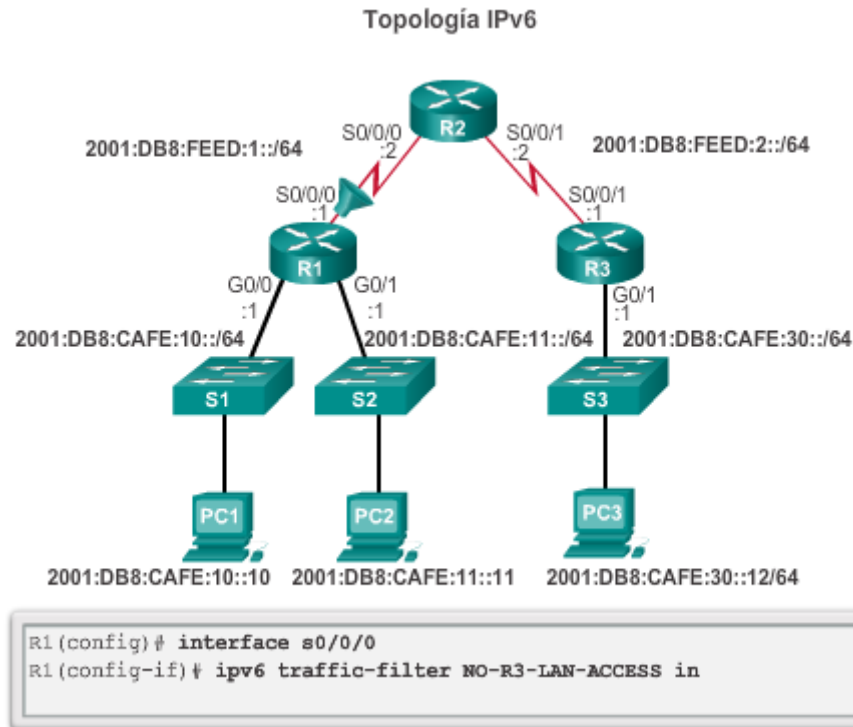 Topología IPv6
R2
S0/0/0
:2
S0/0/1
:2
2001:DB8:FEED:1::/64
2001:DB8:FEED:2::/64
S0/0/0
:1
S0/0/1
:1
R1
R3
G0/0
:1
G0/1
:1
G0/1
:1
2001:DB8:CAFE:10::/64
2001:DB8:CAFE:11::/64
2001:DB8:CAFE:30::/64
S1
S2
S3
PC1
PC2
PC3
2001:DB8:CAFE:10::10
2001:DB8:CAFE:11::11
2001:DB8:CAFE:30::12/64
R1(config)# interface s0/0/0
R1(config-if)# ipv6 traffic-filter NO-R3-LAN-ACCESS in